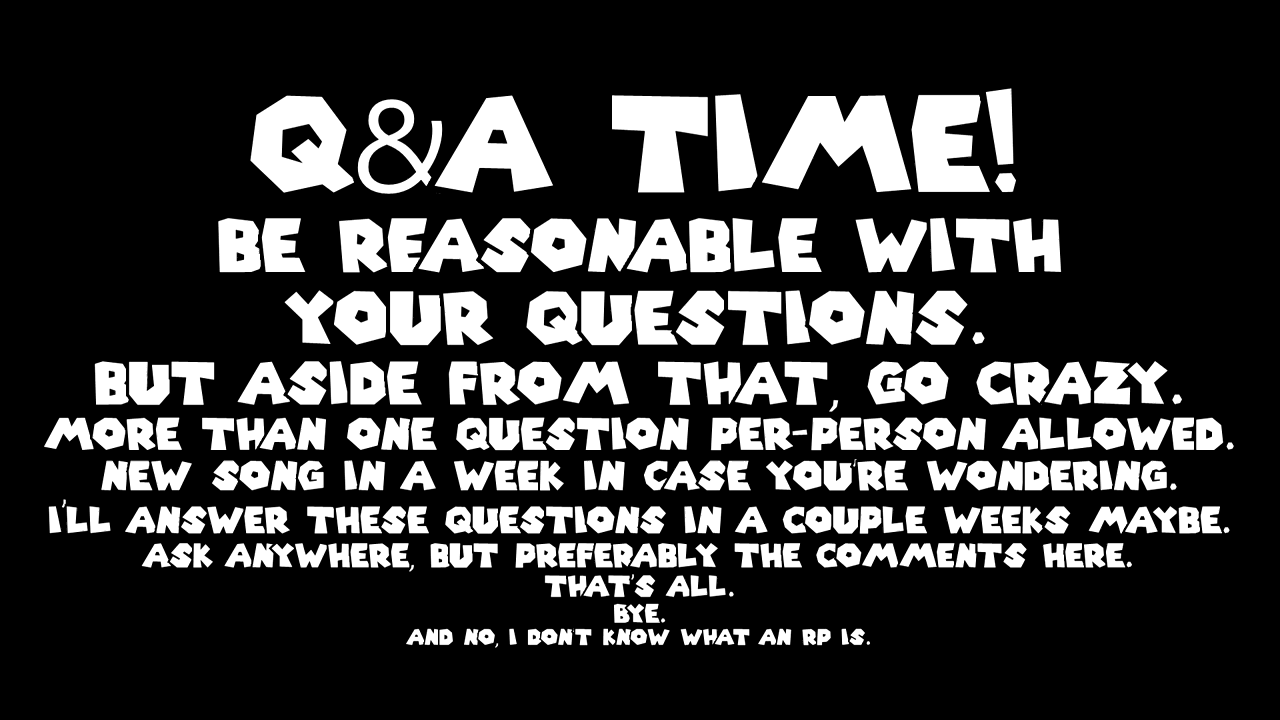 Q&A TIME!
BE REASONABLE WITH
YOUR QUESTIONS.
BUT ASIDE FROM THAT, GO CRAZY.
MORE THAN ONE QUESTION PER-PERSON ALLOWED.
NEW SONG IN A WEEK IN CASE YOU'RE WONDERING.
I'LL ANSWER THESE QUESTIONS IN A COUPLE WEEKS MAYBE.
ASK ANYWHERE, BUT PREFERABLY THE COMMENTS HERE.
THAT'S ALL.
BYE.
AND NO, I DON'T KNOW WHAT AN RP IS.